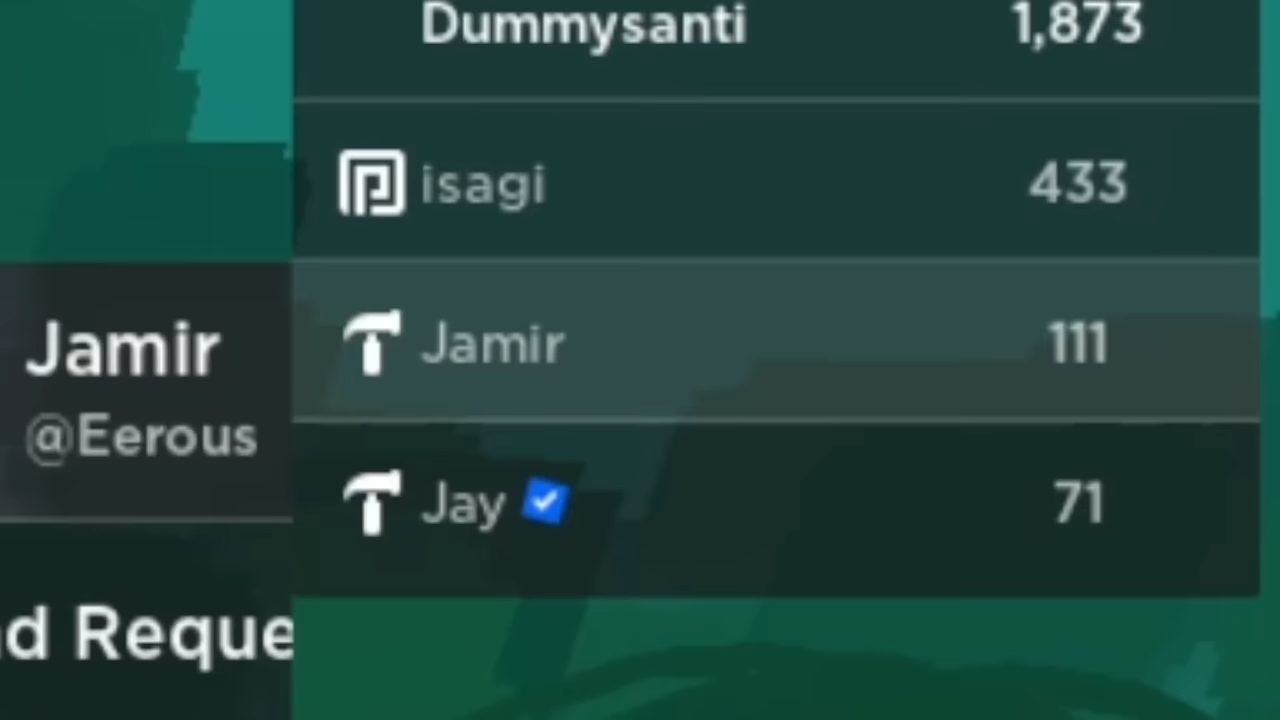 Dummysanti 1,873
isagi 433
Jamir 111
Jay 71
Jamir
@Eerous
d Reque